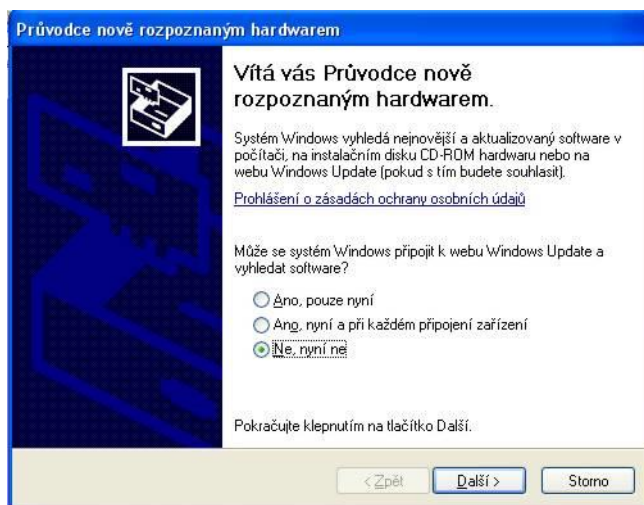 Průvodce nově rozpoznaným hardwarem
Vítá vás Průvodce nově
rozpoznaným hardwarem.
Systém Windows vyhledá nejnovější a aktualizovaný software v
počítači, na instalačním disku CD-ROM hardwaru nebo na
webu Windows Update (pokud s tím budete souhlasit).
Prohlášení o zásadách ochrany osobních údajů
Může se systém Windows připojit k webu Windows Update a
vyhledat software?
Ano, pouze nyní
Ano, nyní a při každém připojení zařízení
Ne, nyní ne
Pokračujte klepnutím na tlačítko Další.
< Zpět Další > Storno